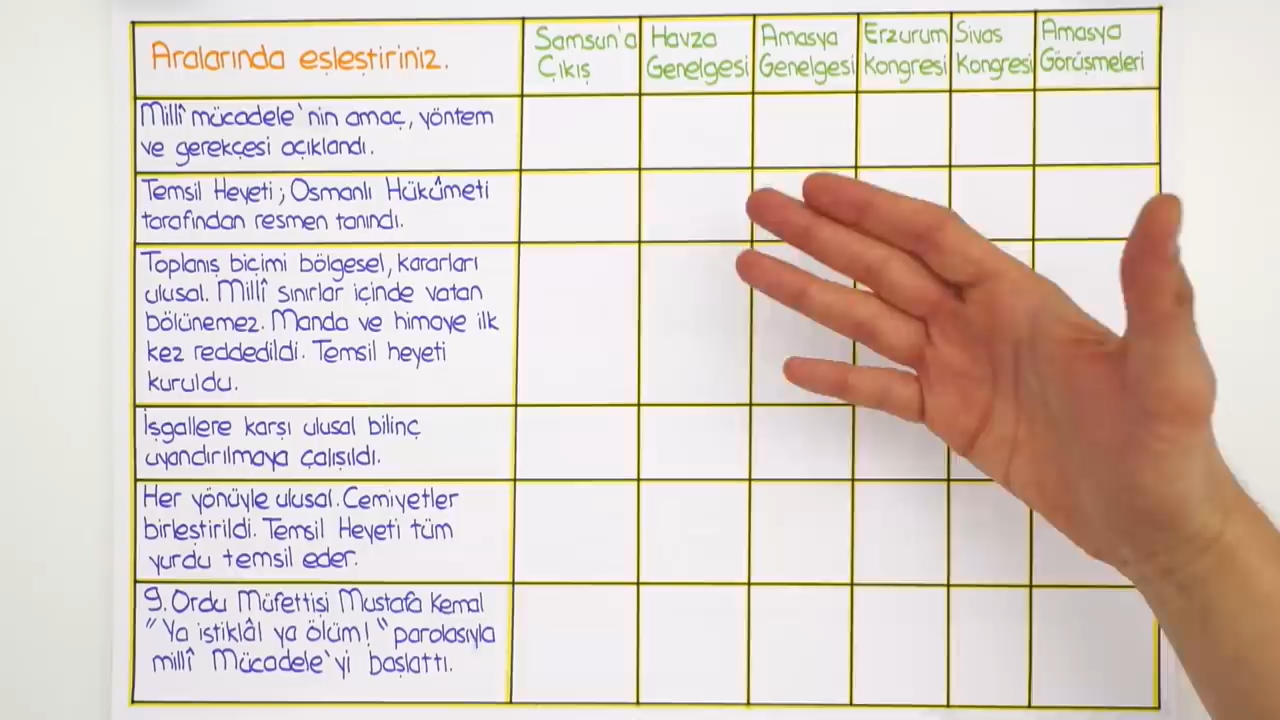 Aralarında eşleştiriniz.
Samsun'a
Çıkış
Havza
Genelgesi
Amasya
Genelgesi
Erzurum
Kongresi
Sivas
Kongresi
Amasya
Görüşmeleri
Millî mücadele'nin amaç, yöntem
ve gerekçesi açıklandı.
Temsil Heyeti; Osmanlı Hükûmeti
tarafından resmen tanındı.
Toplanış biçimi bölgesel, kararları
ulusal. Millî sınırlar içinde vatan
bölünemez. Manda ve himaye ilk
kez reddedildi. Temsil heyeti
kuruldu.
İşgallere karşı ulusal bilinç
uyandırılmaya çalışıldı.
Her yönüyle ulusal. Cemiyetler
birleştirildi. Temsil Heyeti tüm
yurdu temsil eder.
9. Ordu Müfettişi Mustafa Kemal
"Ya istiklâl ya ölüm!" parolasıyla
millî Mücadele'yi başlattı.